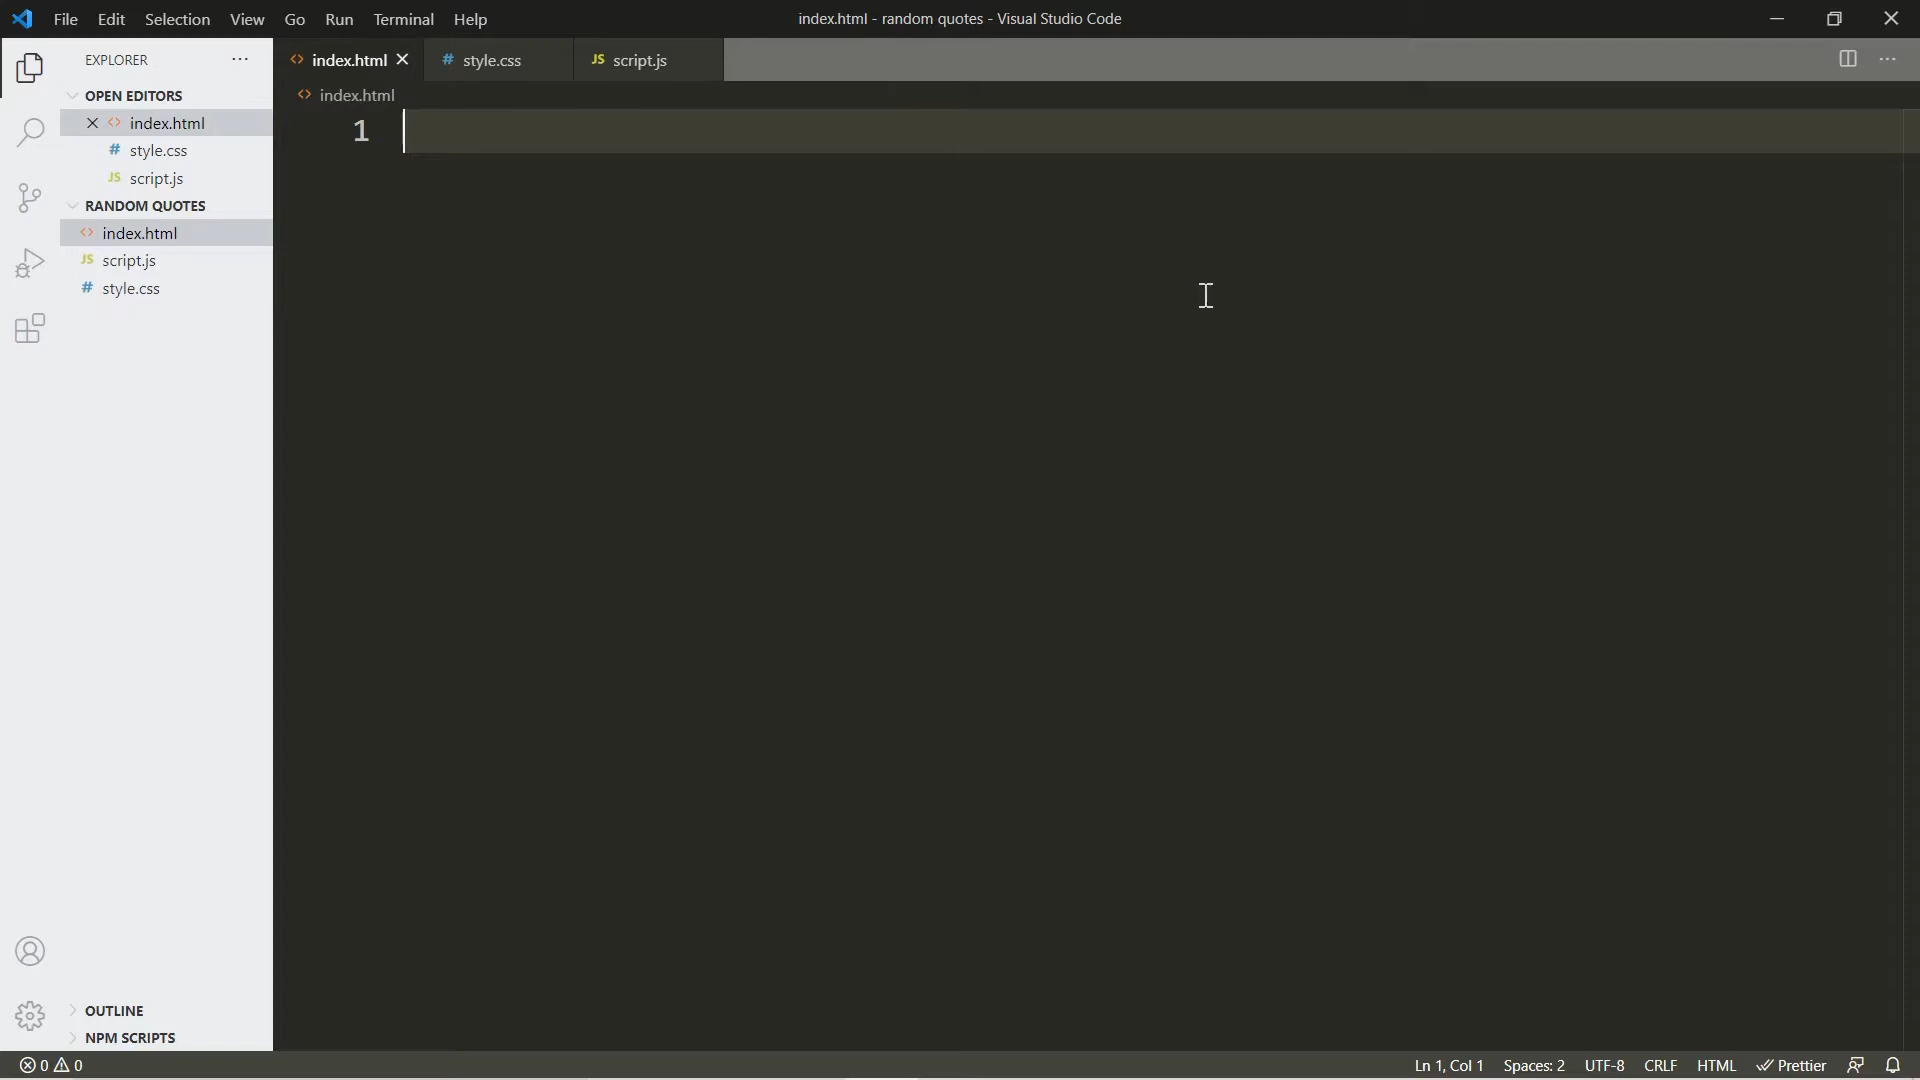 File Edit Selection View Go Run Terminal Help
index.html - random quotes - Visual Studio Code
EXPLORER
index.html
# style.css
JS script.js
OPEN EDITORS
index.html
# style.css
JS script.js
RANDOM QUOTES
index.html
JS script.js
# style.css
index.html
1
OUTLINE
NPM SCRIPTS
0 0
Ln 1, Col 1 Spaces: 2 UTF-8 CRLF HTML Prettier